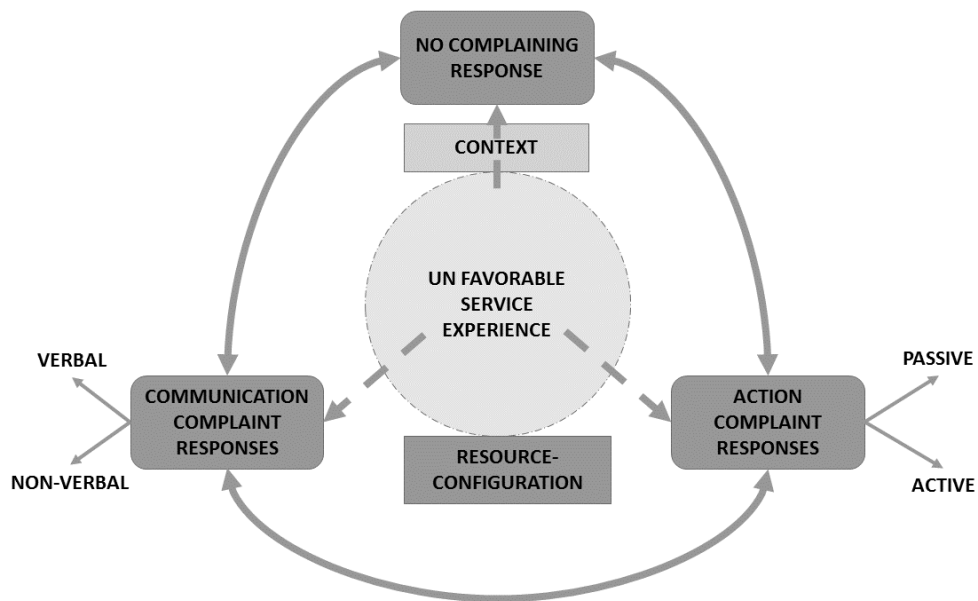 NO COMPLAINING
RESPONSE
CONTEXT
UN FAVORABLE
SERVICE
EXPERIENCE
VERBAL
NON-VERBAL
COMMUNICATION
COMPLAINT
RESPONSES
ACTION
COMPLAINT
RESPONSES
PASSIVE
ACTIVE
RESOURCE-
CONFIGURATION